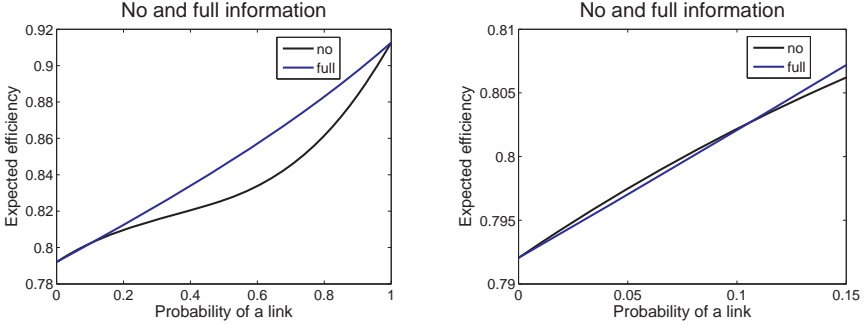 No and full information
0.92
0.9
0.88
0.86
0.84
0.82
0.8
0.78
Expected efficiency
no
full
0
0.2
0.4
0.6
0.8
1
Probability of a link
No and full information
0.81
0.805
0.8
0.795
0.79
Expected efficiency
no
full
0
0.05
0.1
0.15
Probability of a link